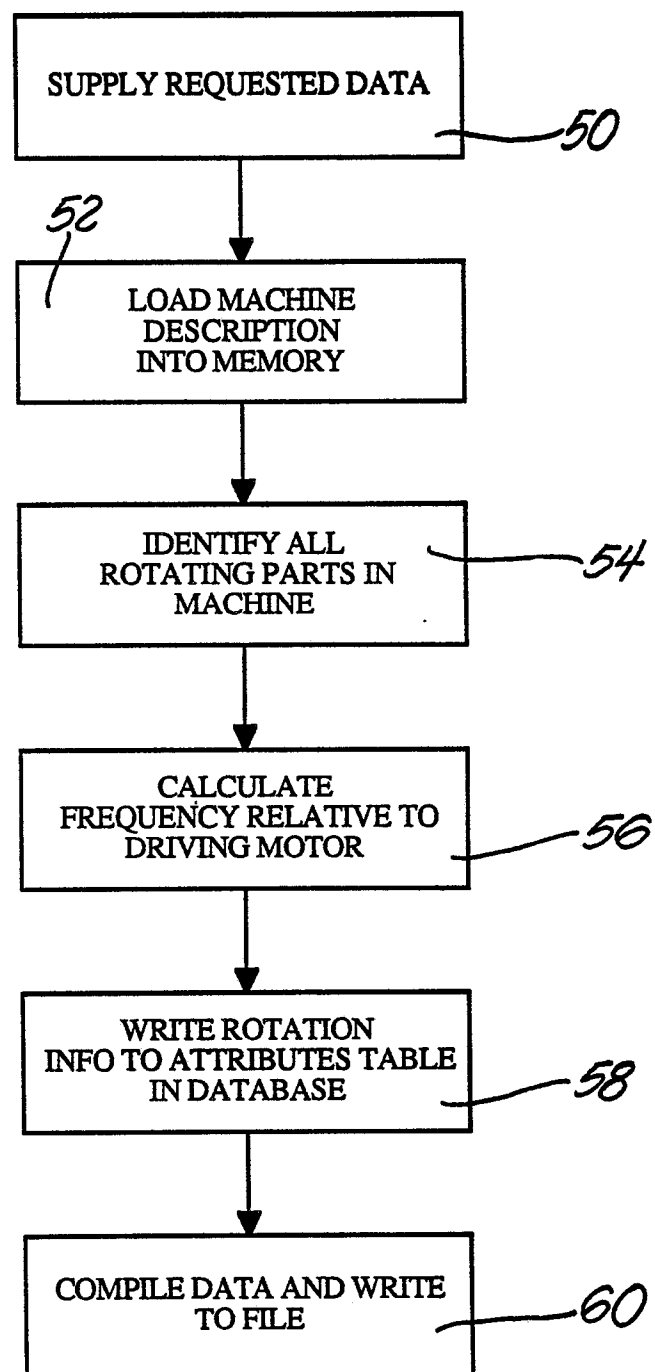 SUPPLY REQUESTED DATA
50
52
LOAD MACHINE
DESCRIPTION
INTO MEMORY
IDENTIFY ALL
ROTATING PARTS IN
MACHINE
54
CALCULATE
FREQUENCY RELATIVE TO
DRIVING MOTOR
56
WRITE ROTATION
INFO TO ATTRIBUTES TABLE
IN DATABASE
58
COMPILE DATA AND WRITE
TO FILE
60